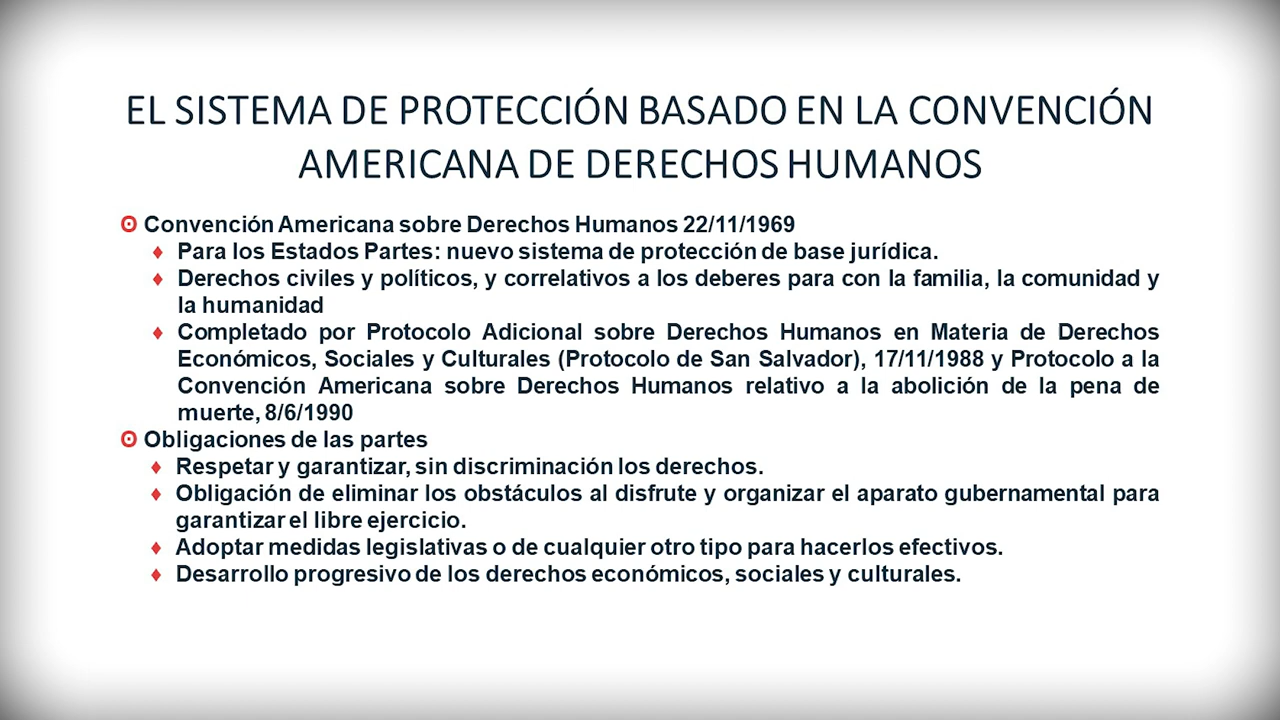 EL SISTEMA DE PROTECCIÓN BASADO EN LA CONVENCIÓN
AMERICANA DE DERECHOS HUMANOS
Convención Americana sobre Derechos Humanos 22/11/1969
Para los Estados Partes: nuevo sistema de protección de base jurídica.
Derechos civiles y políticos, y correlativos a los deberes para con la familia, la comunidad y
la humanidad
Completado por Protocolo Adicional sobre Derechos Humanos en Materia de Derechos
Económicos, Sociales y Culturales (Protocolo de San Salvador), 17/11/1988 y Protocolo a la
Convención Americana sobre Derechos Humanos relativo a la abolición de la pena de
muerte, 8/6/1990
Obligaciones de las partes
Respetar y garantizar, sin discriminación los derechos.
Obligación de eliminar los obstáculos al disfrute y organizar el aparato gubernamental para
garantizar el libre ejercicio.
Adoptar medidas legislativas o de cualquier otro tipo para hacerlos efectivos.
Desarrollo progresivo de los derechos económicos, sociales y culturales.